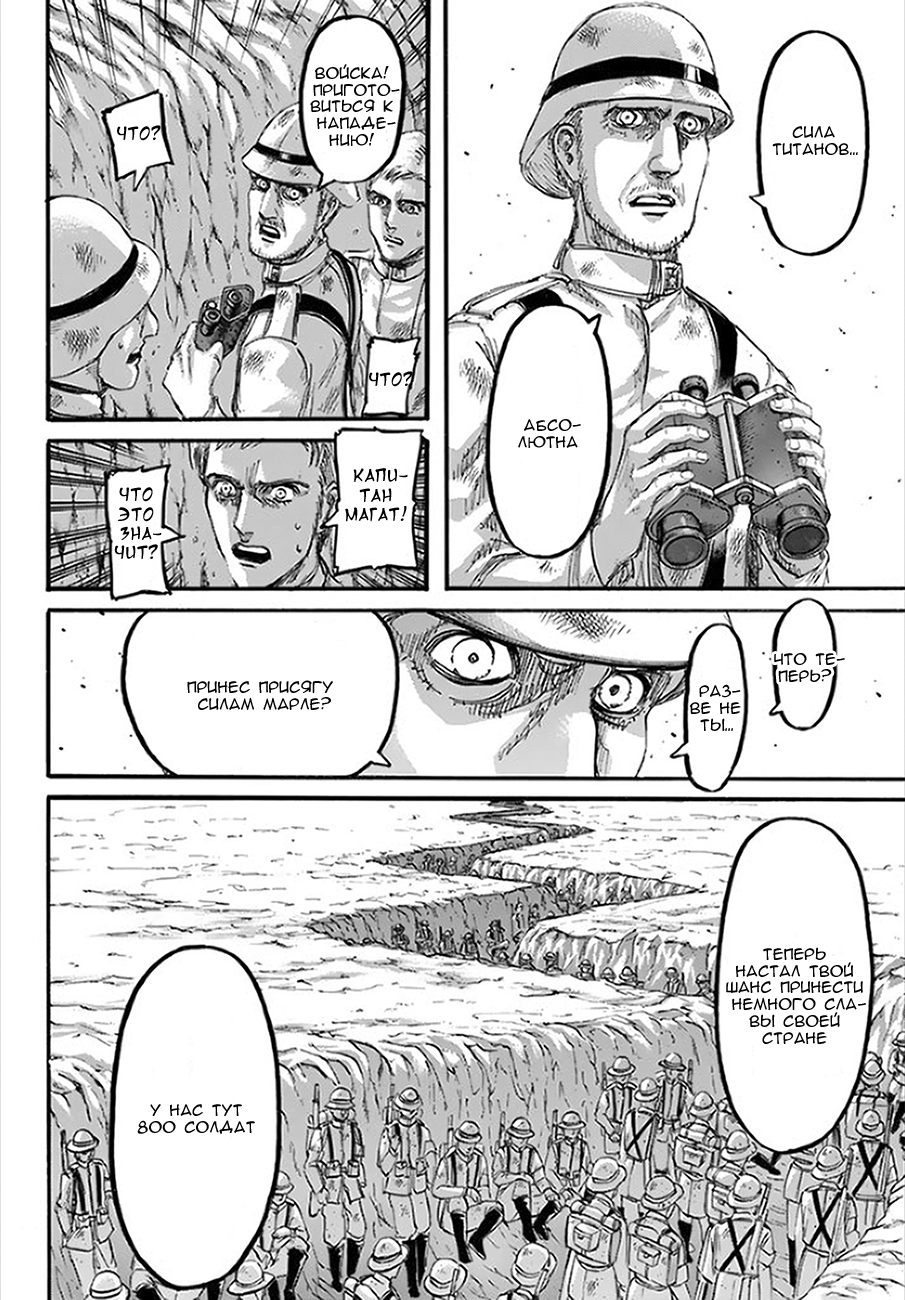 СИЛА
ТИТАНОВ...
АБСО-
ЛЮТНА
ВОЙСКА!
ПРИГОТО-
ВИТЬСЯ К
НАПАДЕ-
НИЮ!
ЧТО?
ЧТО?
КАПИ-
ТАН
МАГАТ!
ЧТО
ЭТО
ЗНА-
ЧИТ?
ЧТО ТЕ-
ПЕРЬ?
РАЗ-
ВЕ НЕ
ТЫ...
ПРИНЕС ПРИСЯГУ
СИЛАМ МАРЛЕ?
ТЕПЕРЬ
НАСТАЛ ТВОЙ
ШАНС ПРИНЕСТИ
НЕМНОГО СЛА-
ВЫ СВОЕЙ
СТРАНЕ
У НАС ТУТ
800 СОЛДАТ